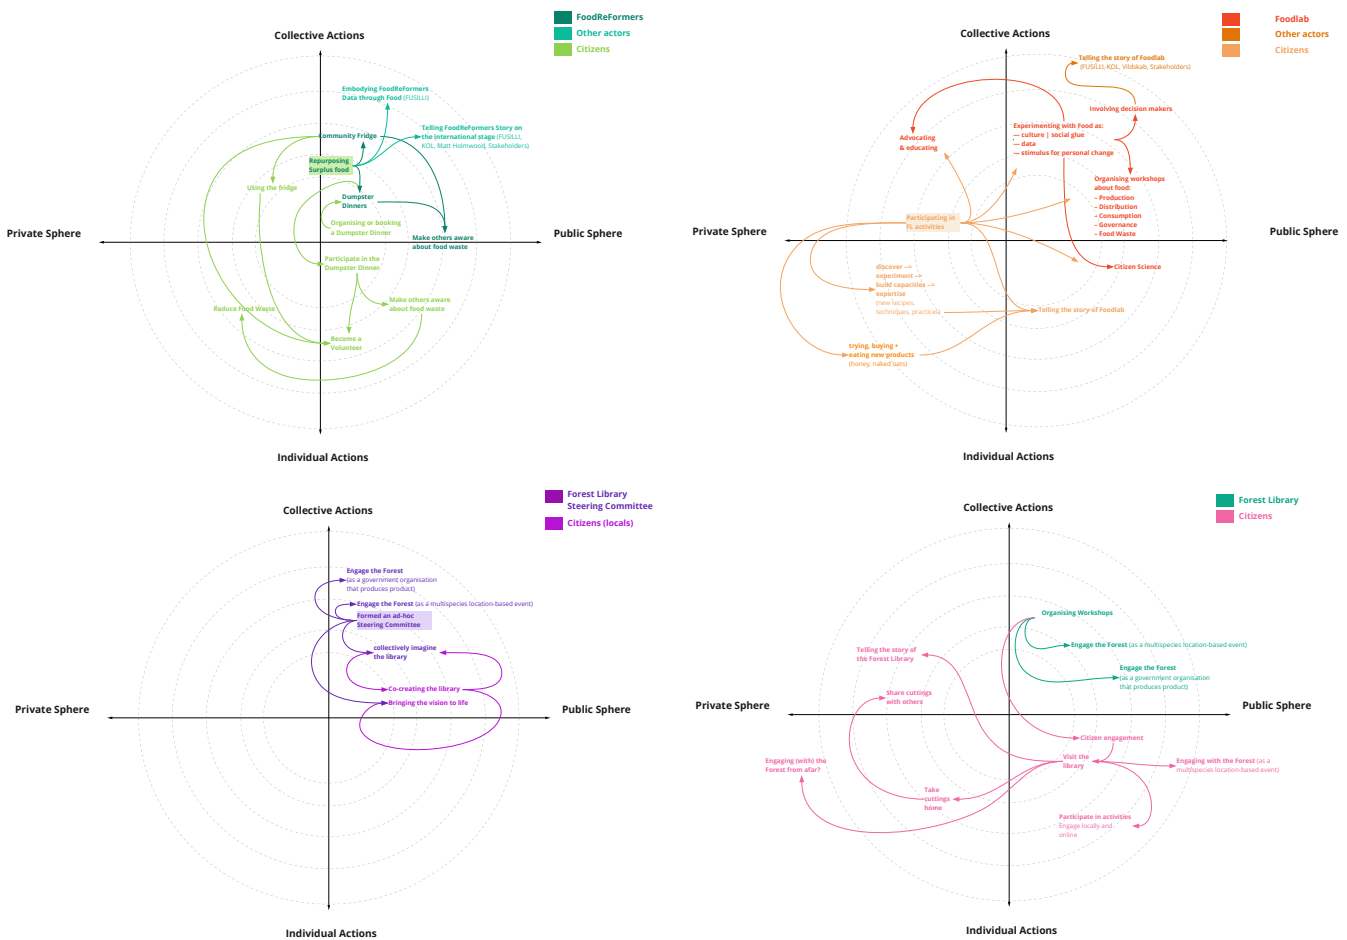 FoodReFormers
Other actors
Citizens
Collective Actions
Embodying FoodReFormers
Data through Food (FUSILLI)
Telling FoodReFormers Story on
the international stage (FUSILLI,
KOL, Matt Holmwood, Stakeholders)
Community Fridge
Repurposing
Surplus food
Using the fridge
Dumpster
Dinners
Organising or booking
a Dumpster Dinner
Private Sphere
Public Sphere
Make others aware
about food waste
Participate in the
Dumpster Dinner
Make others aware
about food waste
Reduce Food Waste
Become a
Volunteer
Individual Actions
Foodlab
Other actors
Citizens
Collective Actions
Telling the story of Foodlab
(FUSILLI, KOL, Vildskab, Stakeholders)
Involving decision makers
Experimenting with Food as:
— culture | social glue
— data
— stimulus for personal change
Advocating
& educating
Organising workshops
about food:
– Production
– Distribution
– Consumption
– Governance
– Food Waste
Participating in
FL activities
Private Sphere
Public Sphere
Citizen Science
discover -->
experiment -->
build capacities -->
expertise
(new recipes,
techniques, practices)
Telling the story of Foodlab
trying, buying +
eating new products
(honey, naked oats)
Individual Actions
Forest Library
Steering Committee
Citizens (locals)
Collective Actions
Engage the Forest
(as a government organisation
that produces product)
Engage the Forest (as a multispecies location-based event)
Formed an ad-hoc
Steering Committee
collectively imagine
the library
Co-creating the library
Bringing the vision to life
Private Sphere
Public Sphere
Individual Actions
Forest Library
Citizens
Collective Actions
Organising Workshops
Engage the Forest (as a multispecies location-based event)
Telling the story of
the Forest Library
Engage the Forest
(as a government organisation
that produces product)
Share cuttings
with others
Private Sphere
Public Sphere
Citizen engagement
Visit the
library
Engaging (with) the
Forest from afar?
Engaging with the Forest (as a
multispecies location-based event)
Take
cuttings
home
Participate in activities
Engage locally and
online
Individual Actions